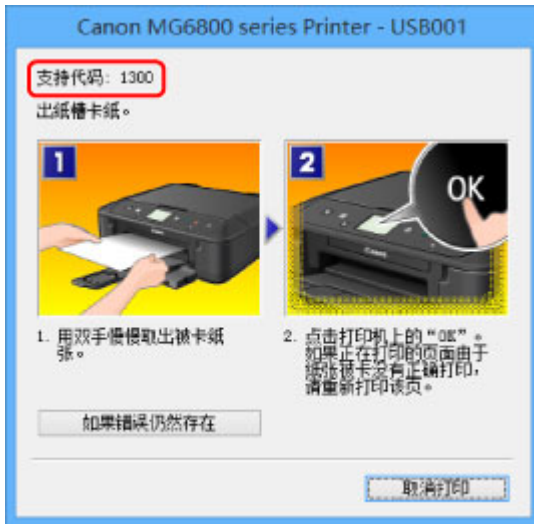 Canon MG6800 series Printer - USB001
支持代码: 1300
出纸槽卡纸。
1
2
OK
Canon
1. 用双手慢慢取出被卡纸
张。
2. 点击打印机上的“OK”。
如果正在打印的页面由于
纸张被卡没有正确打印,
请重新打印该页。
如果错误仍然存在
取消打印